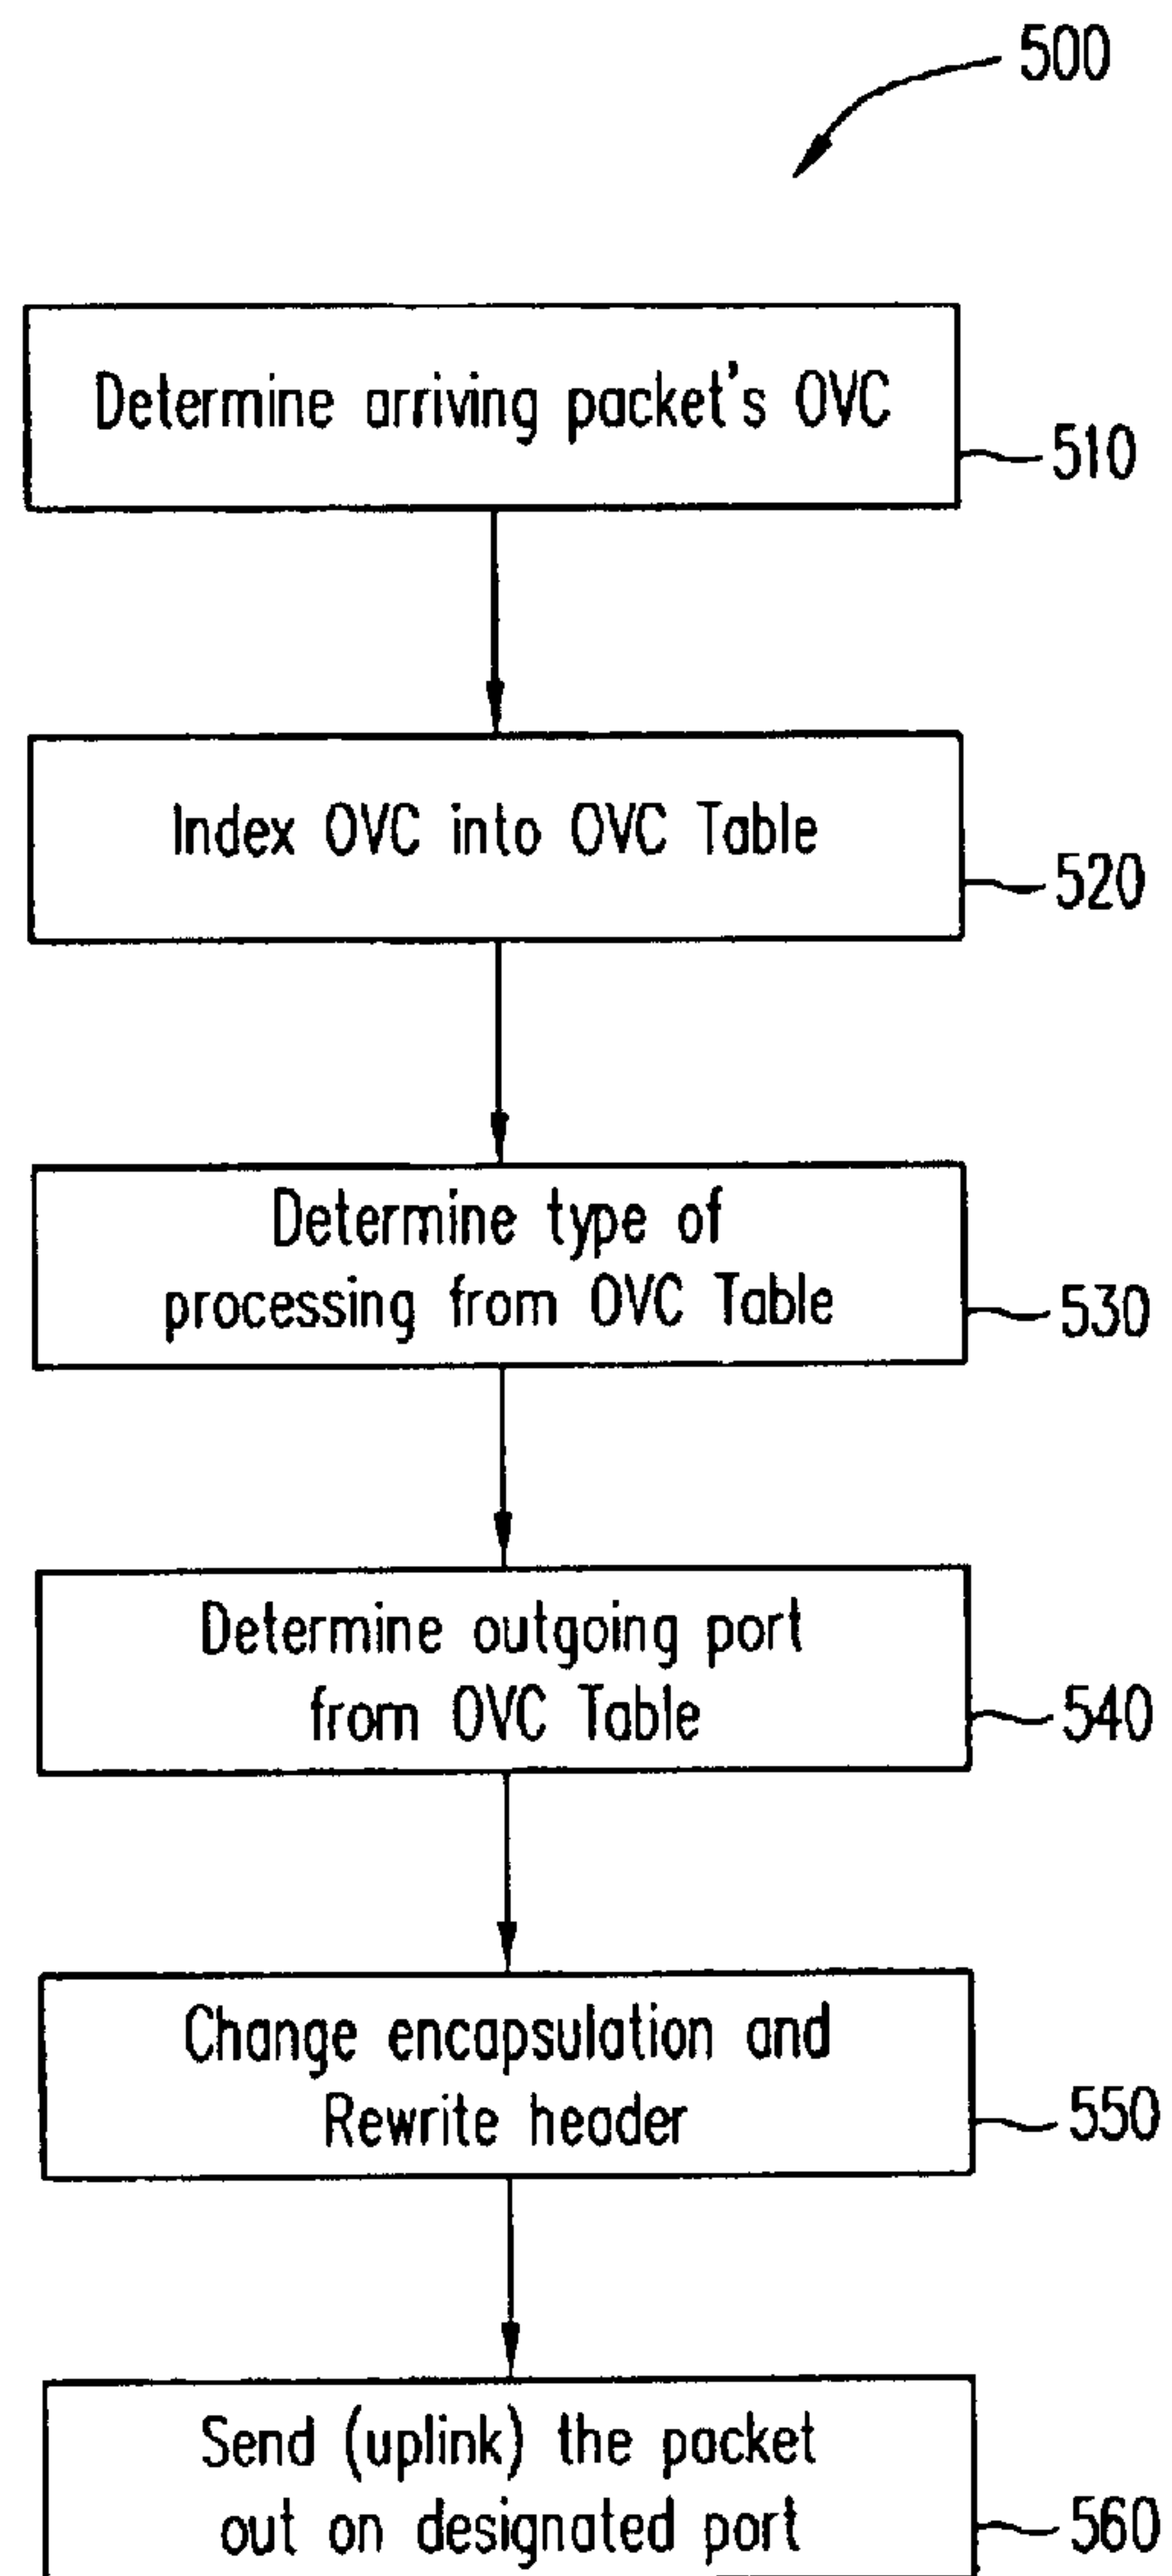 500
Determine arriving packet's OVC
510
Index OVC into OVC Table
520
Determine type of
processing from OVC Table
530
Determine outgoing port
from OVC Table
540
Change encapsulation and
Rewrite header
550
Send (uplink) the packet
out on designated port
560